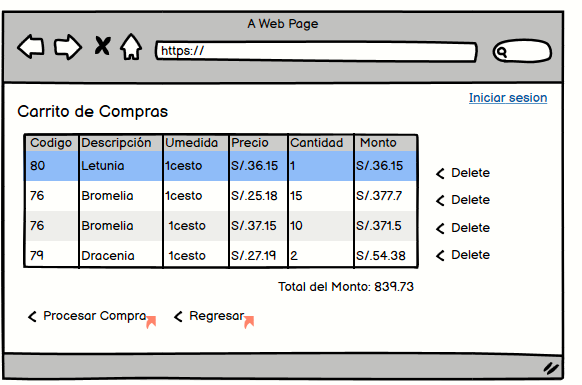 A Web Page
https://
Iniciar sesion
Carrito de Compras
Codigo Descripción Umedida Precio Cantidad Monto
80 Letunia 1cesto S/.36.15 1 S/.36.15
Delete
76 Bromelia 1cesto S/.25.18 15 S/.377.7
Delete
76 Bromelia 1cesto S/.37.15 10 S/.371.5
Delete
79 Dracenia 1cesto S/.27.19 2 S/.54.38
Delete
Total del Monto: 839.73
Procesar Compra Regresar